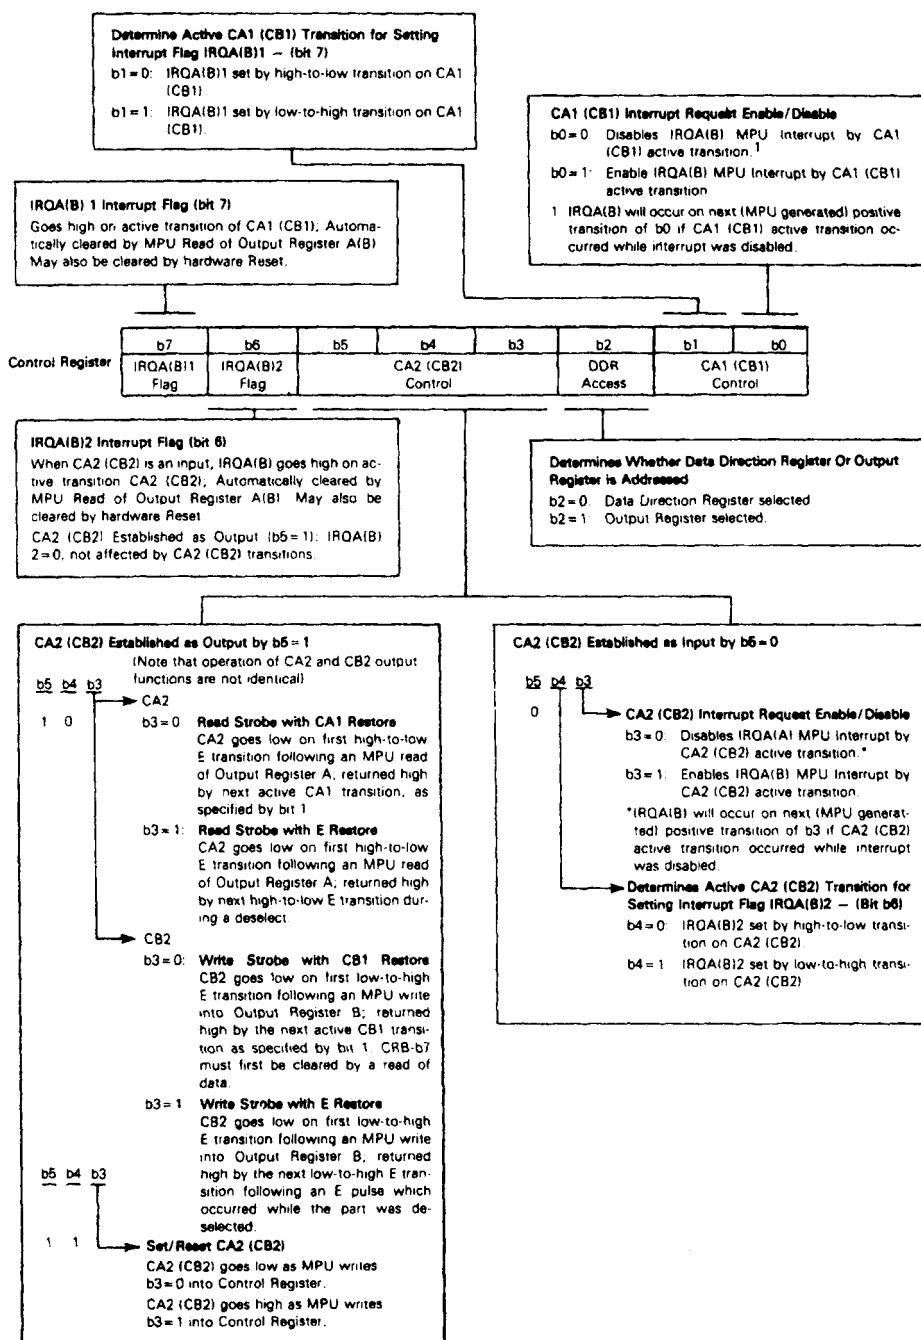 Determine Active CA1 (CB1) Transition for Setting
Interrupt Flag IRQA(B)1 – (bit 7)
b1 = 0: IRQA(B)1 set by high-to-low transition on CA1
(CB1)
b1 = 1: IRQA(B)1 set by low-to-high transition on CA1
(CB1).
CA1 (CB1) Interrupt Request Enable/Disable
b0 = 0: Disables IRQA(B) MPU Interrupt by CA1
(CB1) active transition.1
b0 = 1: Enable IRQA(B) MPU Interrupt by CA1 (CB1)
active transition
1 IRQA(B) will occur on next (MPU generated) positive
transition of b0 if CA1 (CB1) active transition oc-
curred while interrupt was disabled.
IRQA(B) 1 Interrupt Flag (bit 7)
Goes high on active transition of CA1 (CB1); Automat-
ically cleared by MPU Read of Output Register A(B)
May also be cleared by hardware Reset.
Control Register
b7 b6 b5 b4 b3 b2 b1 b0
IRQA(B)1 IRQA(B)2 CA2 (CB2) DDR CA1 (CB1)
Flag Flag Control Access Control
IRQA(B)2 Interrupt Flag (bit 6)
When CA2 (CB2) is an input, IRQA(B) goes high on ac-
tive transition CA2 (CB2); Automatically cleared by
MPU Read of Output Register A(B) May also be
cleared by hardware Reset
CA2 (CB2) Established as Output (b5 = 1): IRQA(B)
2 = 0, not affected by CA2 (CB2) transitions.
Determines Whether Data Direction Register Or Output
Register is Addressed
b2 = 0. Data Direction Register selected
b2 = 1: Output Register selected.
CA2 (CB2) Established as Output by b5 = 1
(Note that operation of CA2 and CB2 output
functions are not identical)
b5 b4 b3
CA2
1 0 b3 = 0 Read Strobe with CA1 Restore
CA2 goes low on first high-to-low
E transition following an MPU read
of Output Register A; returned high
by next active CA1 transition, as
specified by bit 1
b3 = 1: Read Strobe with E Restore
CA2 goes low on first high-to-low
E transition following an MPU read
of Output Register A; returned high
by next high-to-low E transition dur-
ing a deselect.
CB2
b3 = 0: Write Strobe with CB1 Restore
CB2 goes low on first low-to-high
E transition following an MPU write
into Output Register B; returned
high by the next active CB1 transi-
tion as specified by bit 1. CRB-b7
must first be cleared by a read of
data.
b3 = 1 Write Strobe with E Restore
CB2 goes low on first low-to-high
E transition following an MPU write
into Output Register B; returned
high by the next low-to-high E tran-
sition following an E pulse which
occurred while the part was de-
selected.
b5 b4 b3
1 1 Set/Reset CA2 (CB2)
CA2 (CB2) goes low as MPU writes
b3 = 0 into Control Register.
CA2 (CB2) goes high as MPU writes
b3 = 1 into Control Register.
CA2 (CB2) Established as Input by b5 = 0
b5 b4 b3
0 CA2 (CB2) Interrupt Request Enable/Disable
b3 = 0: Disables IRQA(A) MPU Interrupt by
CA2 (CB2) active transition.*
b3 = 1: Enables IRQA(B) MPU Interrupt by
CA2 (CB2) active transition.
*IRQA(B) will occur on next (MPU generat-
ted) positive transition of b3 if CA2 (CB2)
active transition occurred while interrupt
was disabled.
Determines Active CA2 (CB2) Transition for
Setting Interrupt Flag IRQA(B)2 – (Bit b6)
b4 = 0: IRQA(B)2 set by high-to-low transi-
tion on CA2 (CB2).
b4 = 1 IRQA(B)2 set by low-to-high transi-
tion on CA2 (CB2)